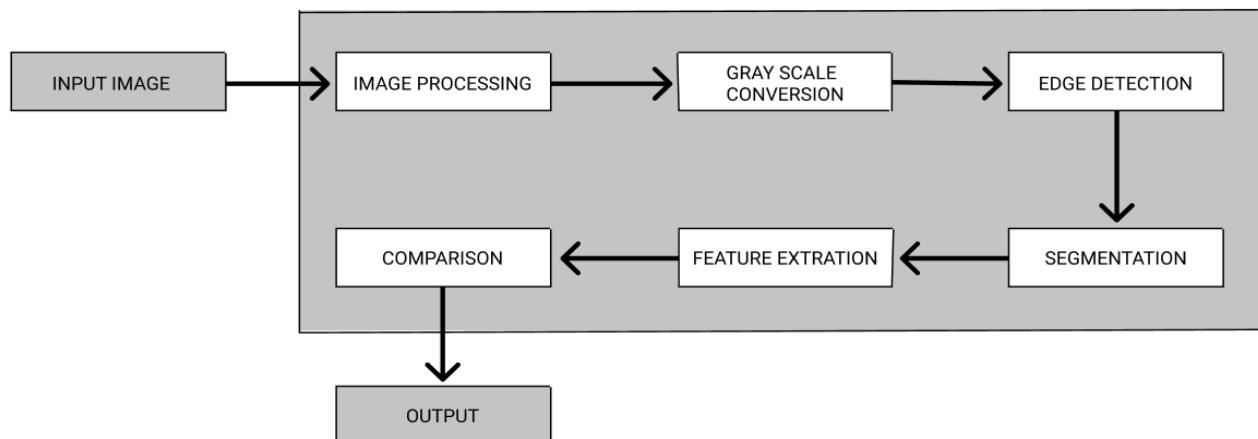 INPUT IMAGE
IMAGE PROCESSING
GRAY SCALE
CONVERSION
EDGE DETECTION
SEGMENTATION
FEATURE EXTRATION
COMPARISON
OUTPUT